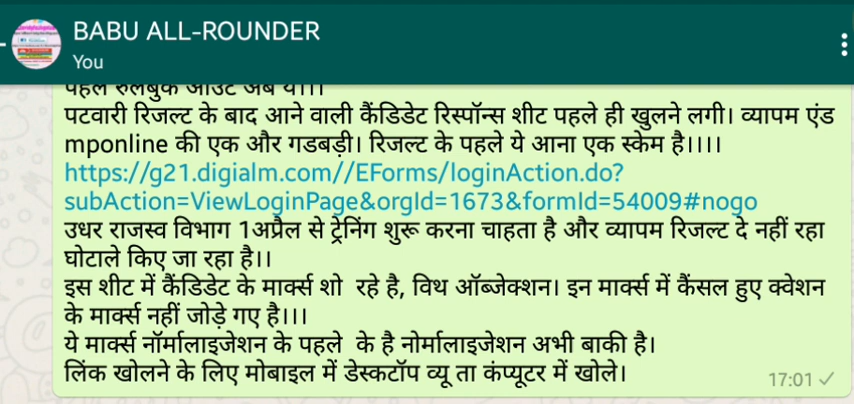 BABU ALL-ROUNDER
You
पहले रुलबुक आउट अब ये।।।
पटवारी रिजल्ट के बाद आने वाली कैंडिडेट रिस्पॉन्स शीट पहले ही खुलने लगी। व्यापम एंड
mponline की एक और गडबड़ी। रिजल्ट के पहले ये आना एक स्केम है।।।।
https://g21.digialm.com//EForms/loginAction.do?
subAction=ViewLoginPage&orgId=1673&formId=54009#nogo
उधर राजस्व विभाग 1अप्रैल से ट्रेनिंग शुरू करना चाहता है और व्यापम रिजल्ट दे नहीं रहा
घोटाले किए जा रहा है।।
इस शीट में कैंडिडेट के मार्क्स शो रहे है, विथ ऑब्जेक्शन। इन मार्क्स में कैंसल हुए क्वेशन
के मार्क्स नहीं जोड़े गए है।।।
ये मार्क्स नॉर्मालाइजेशन के पहले के है नोर्मालाइजेशन अभी बाकी है।
लिंक खोलने के लिए मोबाइल में डेस्कटॉप व्यू ता कंप्यूटर में खोले।
17:01